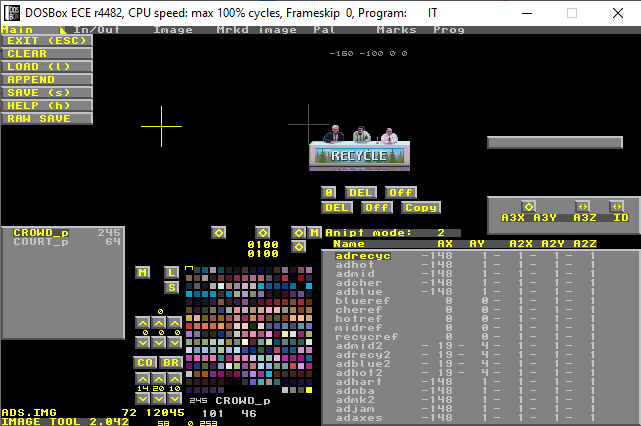 DOSBox ECE r4482, CPU speed: max 100% cycles, Frameskip 0, Program: IT
Main In/Out Image Mrkd image Pal Marks Prog
EXIT (ESC)
CLEAR
LOAD (l)
APPEND
SAVE (s)
HELP (h)
RAW SAVE
-150 -100 0 0
RECYCLE
0 DEL Off
DEL Off Copy
A3X A3Y A3Z ID
CROWD_p 245
COURT_p 64
M
0100
0100
Anipt mode: 2
Name AX AY A2X A2Y A2Z
adrecyc -148 1 -1 -1 1
adhot -148 1 -1 -1 1
admid -148 1 -1 -1 1
adcher -148 1 -1 -1 1
adblue -148 1 -1 -1 1
blueref 0 0 -1 -1 1
cheref 0 0 -1 -1 1
hotref 0 0 -1 -1 1
midref 0 0 -1 -1 1
recycref 0 0 -1 -1 1
admid2 - 19 - 4 -1 -1 1
adrecy2 - 19 - 4 -1 -1 1
adblue2 - 19 - 4 -1 -1 1
adhot2 - 19 - 4 -1 -1 1
adhart -148 1 -1 -1 1
adnba -148 1 -1 -1 1
admk2 -148 1 -1 -1 1
adjam -148 1 -1 -1 1
adaxes -148 1 -1 -1 1
M L
S
0
0 0 0
CO BR
14 20 10
245 CROWD_p
ADS.IMG 72 12045 101 46
IMAGE TOOL 2.042 58 0 253